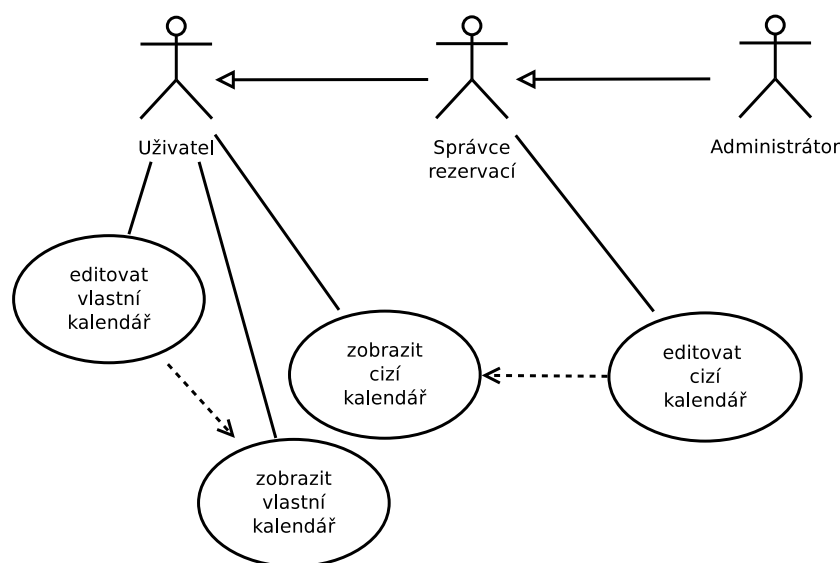 Uživatel
Správce
rezervací
Administrátor
editovat
vlastní
kalendář
zobrazit
cizí
kalendář
editovat
cizí
kalendář
zobrazit
vlastní
kalendář